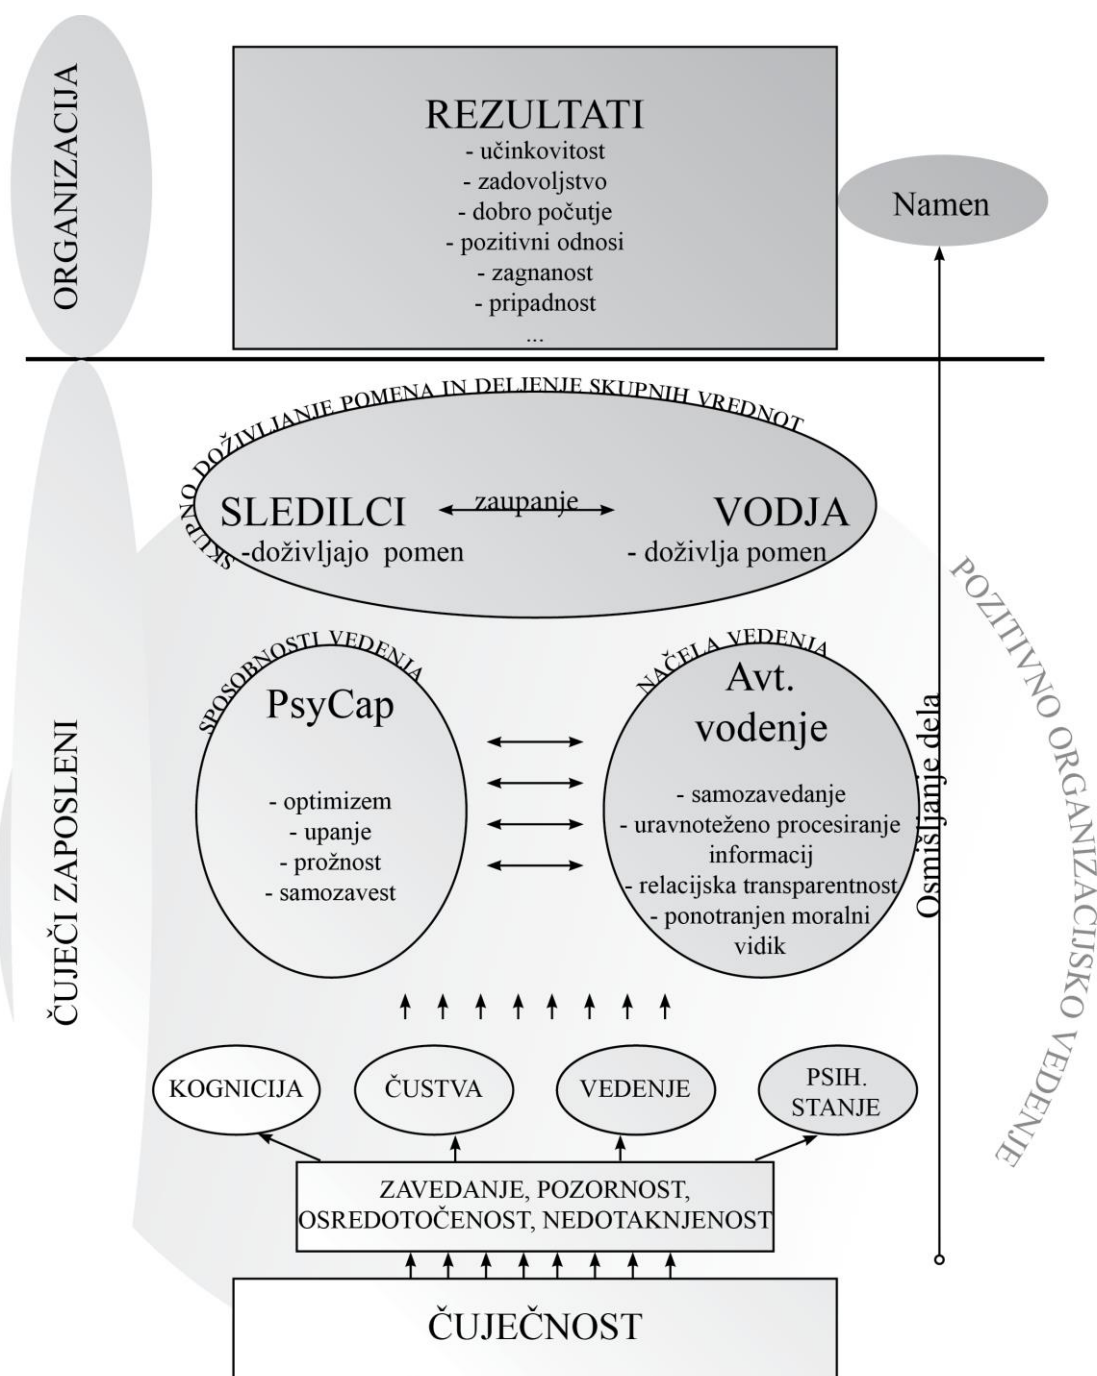 ORGANIZACIJA
REZULTATI
- učinkovitost
- zadovoljstvo
- dobro počutje
- pozitivni odnosi
- zagnanost
- pripadnost
...
Namen
SKUPNO DOŽIVLJANJE POMENA IN DELJENJE SKUPNIH VREDNOT
SLEDILCI
-doživljajo pomen
zaupanje
VODJA
- doživlja pomen
ČUJEČI ZAPOSLENI
SPOSOBNOSTI VEDENJA
PsyCap
- optimizem
- upanje
- prožnost
- samozavest
NAČELA VEDENJA
Avt.
vodenje
- samozavedanje
- uravnoteženo procesiranje
informacij
- relacijska transparentnost
- ponotranjen moralni
vidik
Osmišljanje dela
POZITIVNO ORGANIZACIJSKO VEDENJE
KOGNICIJA
ČUSTVA
VEDENJE
PSIH.
STANJE
ZAVEDANJE, POZORNOST,
OSREDOTOČENOST, NEDOTAKNJENOST
ČUJEČNOST